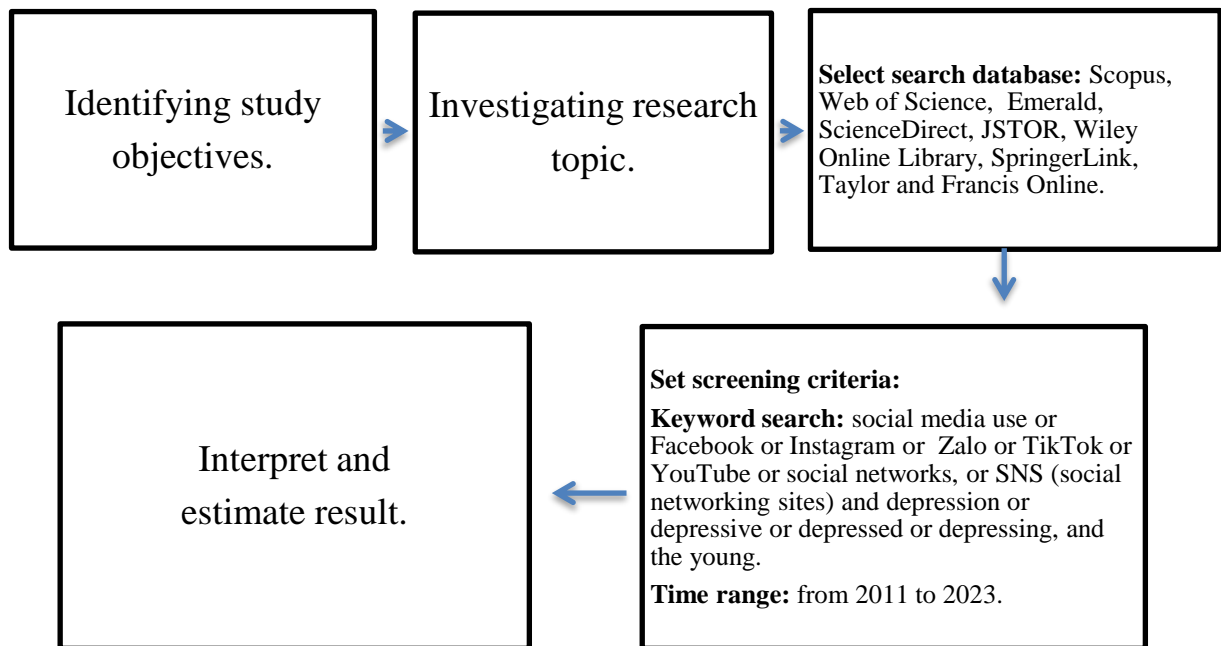 Identifying study
objectives.
Investigating research
topic.
Select search database: Scopus,
Web of Science, Emerald,
ScienceDirect, JSTOR, Wiley
Online Library, SpringerLink,
Taylor and Francis Online.
Set screening criteria:
Keyword search: social media use or
Facebook or Instagram or Zalo or TikTok or
YouTube or social networks, or SNS (social
networking sites) and depression or
depressive or depressed or depressing, and
the young.
Time range: from 2011 to 2023.
Interpret and
estimate result.